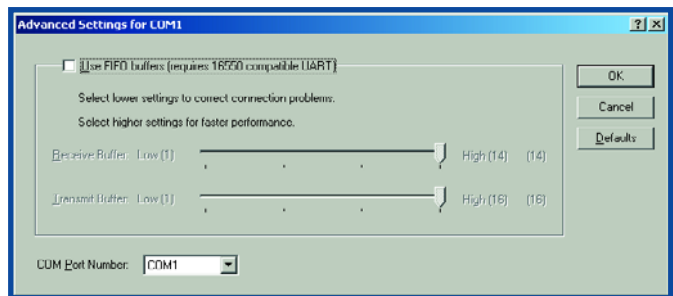 Advanced Settings for COM1
Use FIFO buffers (requires 16550 compatible UART)
OK
Select lower settings to correct connection problems.
Cancel
Select higher settings for faster performance.
Defaults
Receive Buffer: Low (1) High (14) (14)
Transmit Buffer: Low (1) High (16) (16)
COM Port Number: COM1